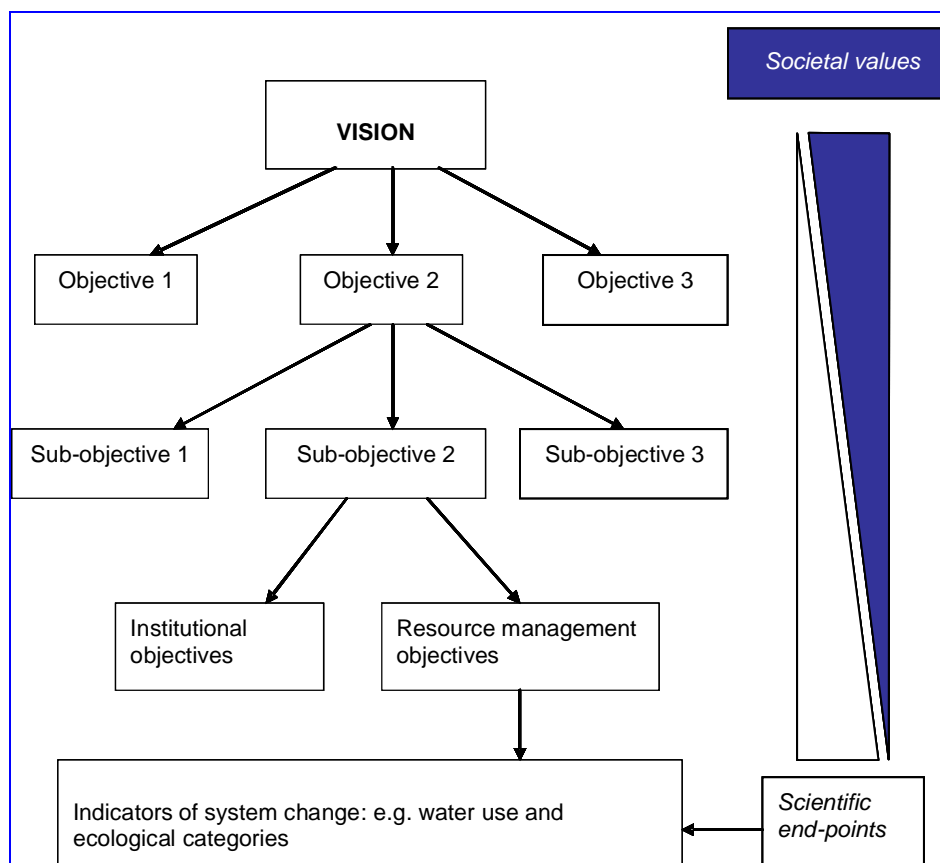 Societal values
VISION
Objective 1
Objective 2
Objective 3
Sub-objective 1
Sub-objective 2
Sub-objective 3
Institutional
objectives
Resource management
objectives
Indicators of system change: e.g. water use and
ecological categories
Scientific
end-points